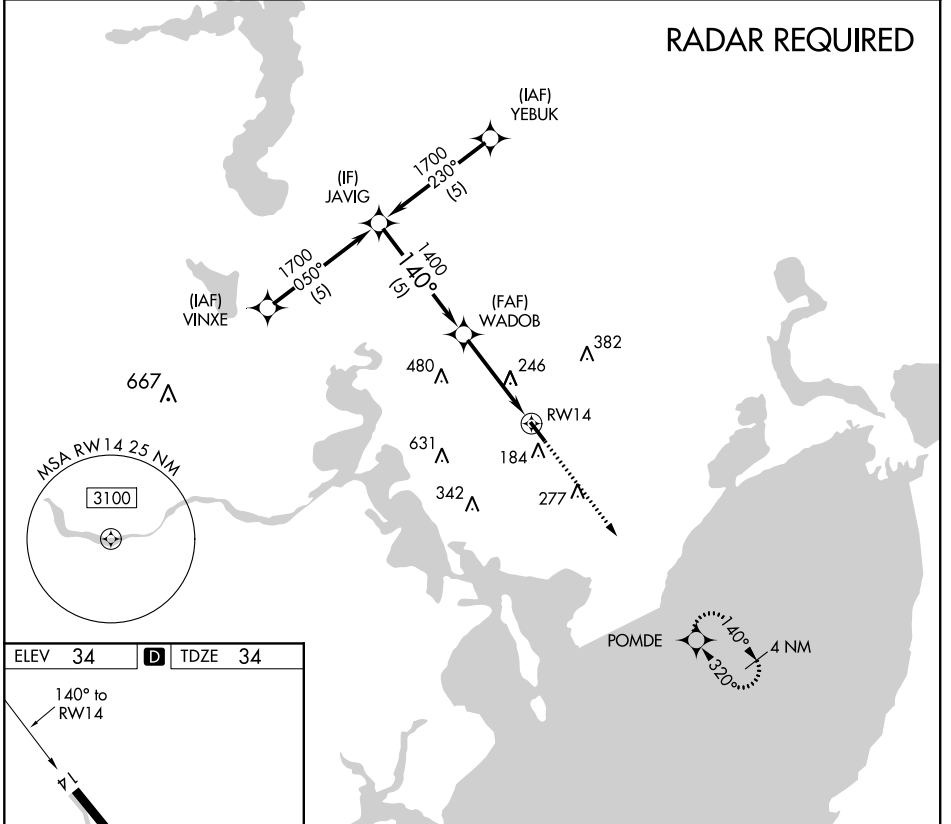 RADAR REQUIRED
(IAF)
YEBUK
1700
230°
(5)
(IF)
JAVIG
1700
050°
(5)
1400
140°
(5)
(IAF)
VINXE
(FAF)
WADOB
382
480
246
667
RW14
631
184
MSA RW14 25 NM
3100
342
277
POMDE
140°
4 NM
320°
ELEV 34 D TDZE 34
140° to
RW14
14